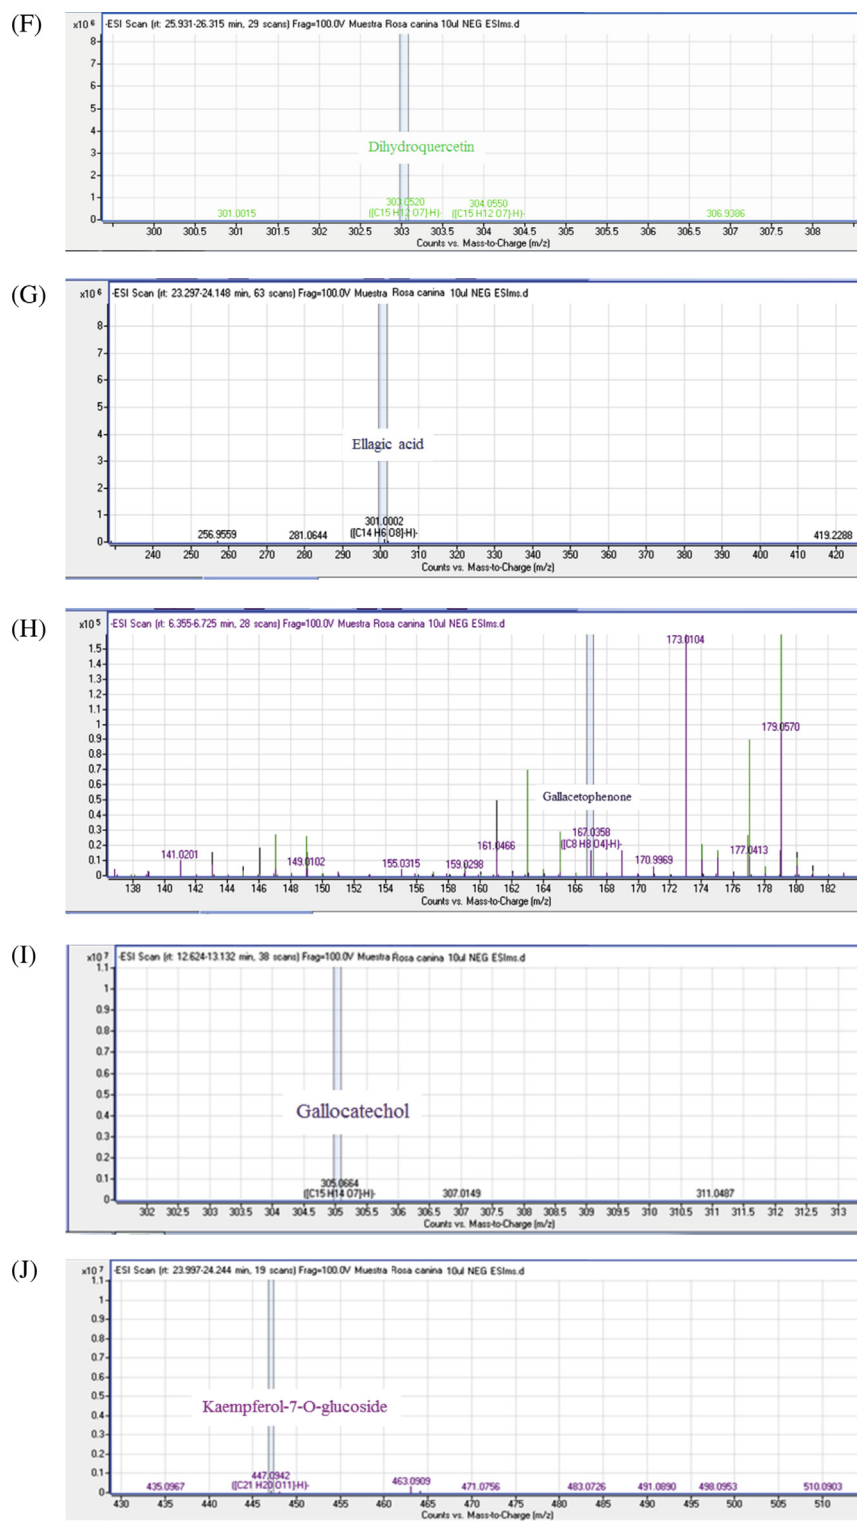 (F)
x10 6 -ESI Scan (rt: 25.931-26.315 min, 29 scans) Frag=100.0V Muestra Rosa canina 10ul NEG ESIms.d
8
7
6
5
4
3
2
1
0
Dihydroquercetin
301.0015
303.0520
([C15 H12 O7]-H)-
304.0550
([C15 H12 O7]-H)-
306.9386
300 300.5 301 301.5 302 302.5 303 303.5 304 304.5 305 305.5 306 306.5 307 307.5 308
Counts vs. Mass-to-Charge (m/z)
(G)
x10 6 -ESI Scan (rt: 23.297-24.148 min, 63 scans) Frag=100.0V Muestra Rosa canina 10ul NEG ESIms.d
8
7
6
5
4
3
2
1
0
Ellagic acid
256.9559
281.0644
301.0002
([C14 H6 O8]-H)-
419.2288
240 250 260 270 280 290 300 310 320 330 340 350 360 370 380 390 400 410 420
Counts vs. Mass-to-Charge (m/z)
(H)
x10 5 -ESI Scan (rt: 6.355-6.725 min, 28 scans) Frag=100.0V Muestra Rosa canina 10ul NEG ESIms.d
1.5
1.4
1.3
1.2
1.1
1
0.9
0.8
0.7
0.6
0.5
0.4
0.3
0.2
0.1
0
173.0104
179.0570
Gallacetophenone
167.0358
([C8 H8 O4]-H)-
141.0201
149.0102
155.0315
159.0298
161.0466
170.9969
177.0413
138 140 142 144 146 148 150 152 154 156 158 160 162 164 166 168 170 172 174 176 178 180 182
Counts vs. Mass-to-Charge (m/z)
(I)
x10 7 -ESI Scan (rt: 12.624-13.132 min, 38 scans) Frag=100.0V Muestra Rosa canina 10ul NEG ESIms.d
1.1
1
0.9
0.8
0.7
0.6
0.5
0.4
0.3
0.2
0.1
0
Gallocatechol
305.0664
([C15 H14 O7]-H)-
307.0149
311.0487
302 302.5 303 303.5 304 304.5 305 305.5 306 306.5 307 307.5 308 308.5 309 309.5 310 310.5 311 311.5 312 312.5 313
Counts vs. Mass-to-Charge (m/z)
(J)
x10 7 -ESI Scan (rt: 23.997-24.244 min, 19 scans) Frag=100.0V Muestra Rosa canina 10ul NEG ESIms.d
1.1
1
0.9
0.8
0.7
0.6
0.5
0.4
0.3
0.2
0.1
0
Kaempferol-7-O-glucoside
435.0967
447.0942
([C21 H20 O11]-H)-
463.0909
471.0756
483.0726
491.0890
498.0953
510.0903
430 435 440 445 450 455 460 465 470 475 480 485 490 495 500 505 510
Counts vs. Mass-to-Charge (m/z)